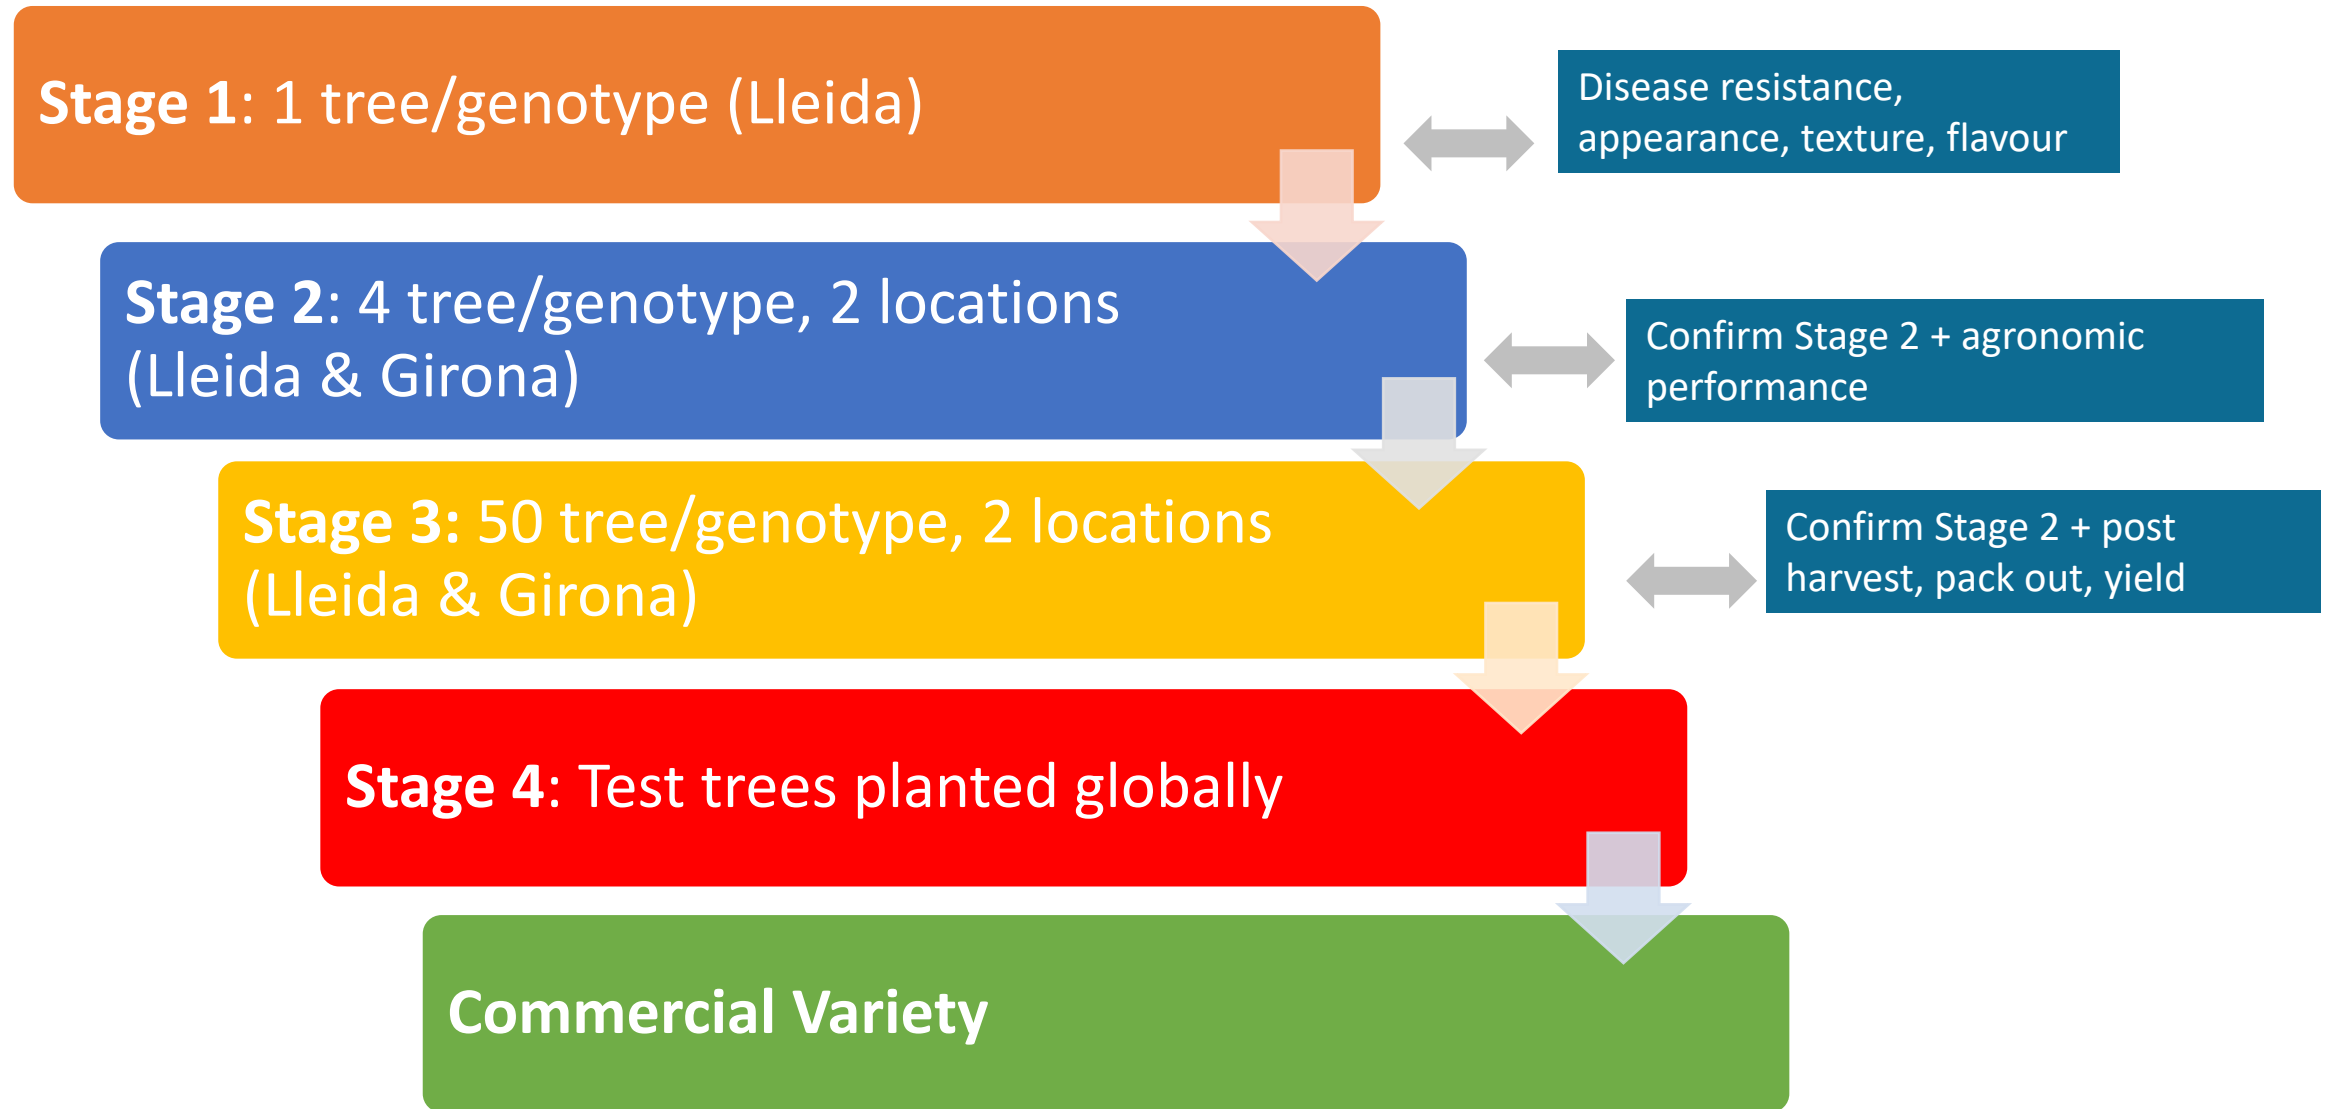 Stage 1: 1 tree/genotype (Lleida)
Disease resistance,
appearance, texture, flavour
Stage 2: 4 tree/genotype, 2 locations
(Lleida & Girona)
Confirm Stage 2 + agronomic
performance
Stage 3: 50 tree/genotype, 2 locations
(Lleida & Girona)
Confirm Stage 2 + post
harvest, pack out, yield
Stage 4: Test trees planted globally
Commercial Variety